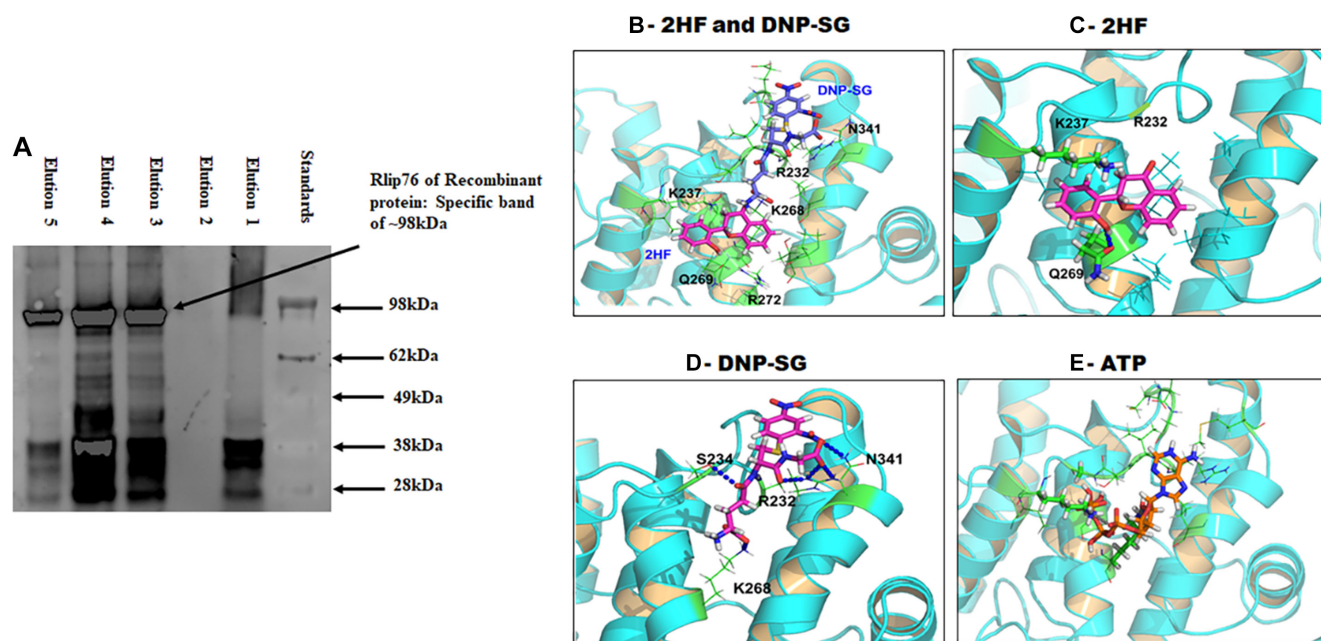 A
Elution 5
Elution 4
Elution 3
Elution 2
Elution 1
Standards
Rlip76 of Recombinant
protein: Specific band
of ~98kDa
98kDa
62kDa
49kDa
38kDa
28kDa
B - 2HF and DNP-SG
DNP-SG
N341
R232
K237
K268
2HF
Q269
R272
C - 2HF
K237
R232
Q269
D - DNP-SG
S234
N341
R232
K268
E - ATP